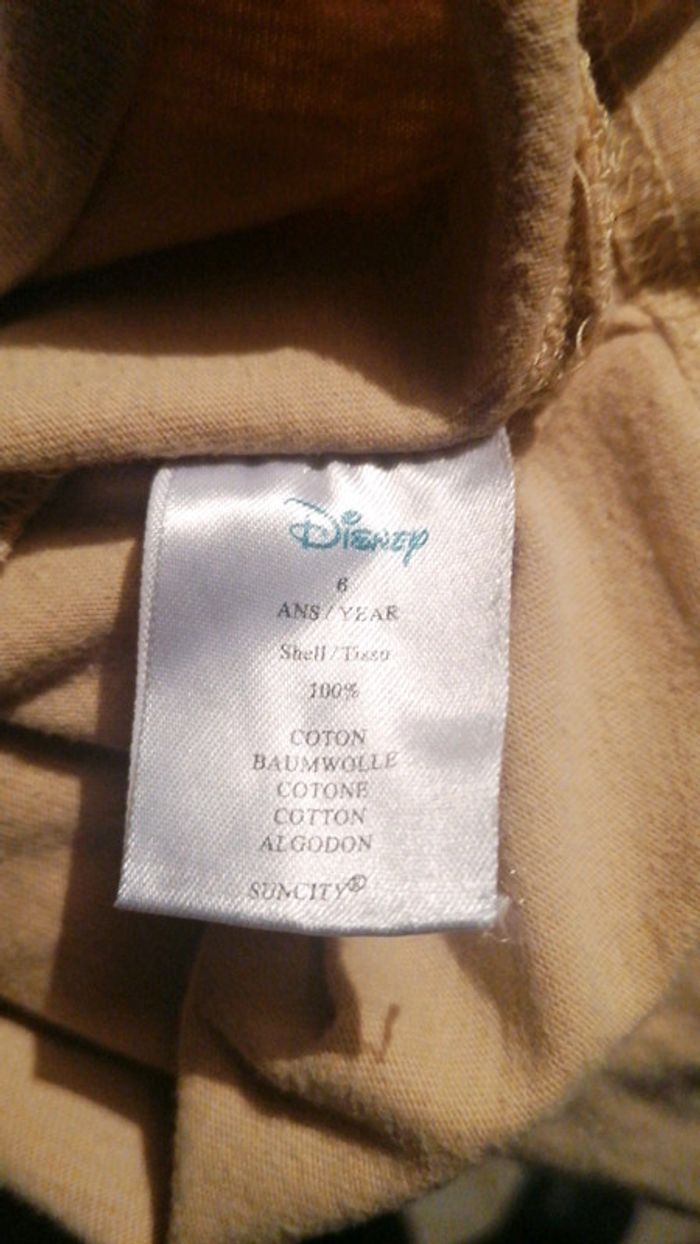 Disney
6
ANS / YEAR
Shell / Tissu
100%
COTON
BAUMWOLLE
COTONE
COTTON
ALGODON
SUNCITY®